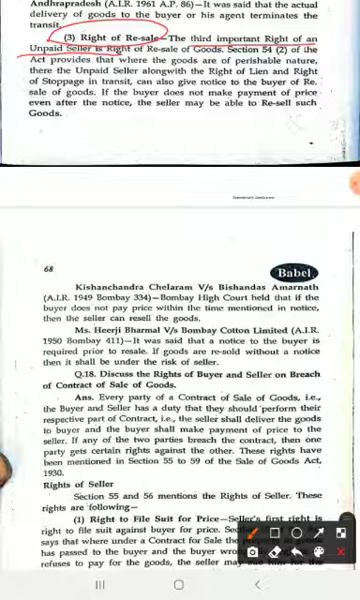 Andhrapradesh (A.I.R. 1961 A.P. 86)—It was said that the actual
delivery of goods to the buyer or his agent terminates the
transit.
(3) Right of Re-sale—The third important Right of an
Unpaid Seller is Right of Re-sale of Goods. Section 54 (2) of the
Act provides that where the goods are of perishable nature,
there the Unpaid Seller alongwith the Right of Lien and Right
of Stoppage in transit, can also give notice to the buyer of Re-
sale of goods. If the buyer does not make payment of price
even after the notice, the seller may be able to Re-sell such
Goods.
68
Babel
Kishanchandra Chelaram V/s Bishandas Amarnath
(A.I.R. 1949 Bombay 334)—Bombay High Court held that if the
buyer does not pay price within the time mentioned in notice,
then the seller can resell the goods.
Ms. Heerji Bharmal V/s Bombay Cotton Limited (A.I.R.
1950 Bombay 411)—It was said that a notice to the buyer is
required prior to resale. If goods are re-sold without a notice
then it shall be under the risk of seller.
Q.18. Discuss the Rights of Buyer and Seller on Breach
of Contract of Sale of Goods.
Ans. Every party of a Contract of Sale of Goods, i.e.,
the Buyer and Seller has a duty that they should perform their
respective part of Contract, i.e., the seller shall deliver the goods
to buyer and the buyer shall make payment of price to the
seller. If any of the two parties breach the contract, then one
party gets certain rights against the other. These rights have
been mentioned in Section 55 to 59 of the Sale of Goods Act,
1930.
Rights of Seller
Section 55 and 56 mentions the Rights of Seller. These
rights are following—
(1) Right to File Suit for Price—Seller's first right is
right to file suit against buyer for price.
says that where under a Contract for Sale the
has passed to the buyer and the buyer
refuses to pay for the goods, the seller may